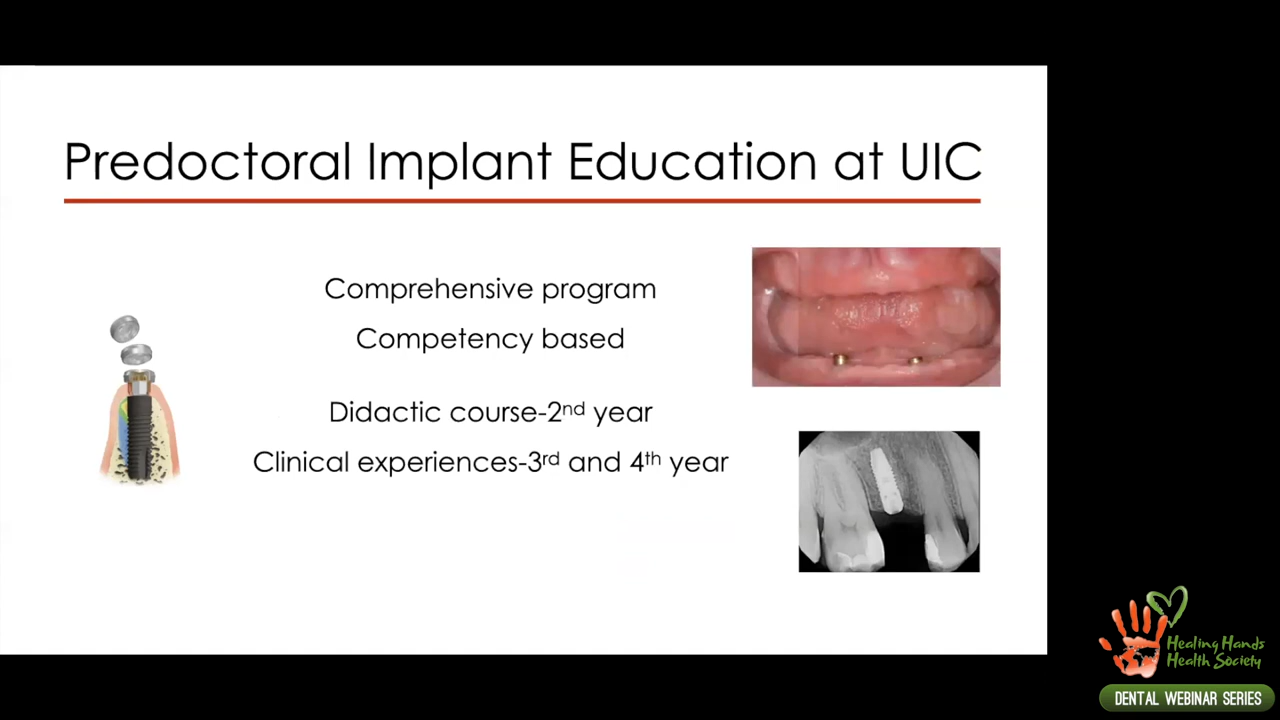 Predoctoral Implant Education at UIC
Comprehensive program
Competency based
Didactic course-2nd year
Clinical experiences-3rd and 4th year
Healing Hands
Health Society
DENTAL WEBINAR SERIES